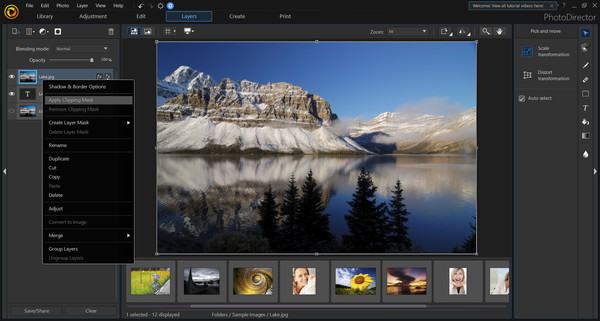 File Edit Photo Layer View Help
Welcome! View all tutorial videos here!
Library Adjustment Edit Layers Create Print
PhotoDirector
Zoom: Fit
Pick and move
Blending mode: Normal
Opacity 100 %
Scale transformation
Distort transformation
Auto select
Lake.jpg fx
T
Shadow & Border Options
Apply Clipping Mask
Remove Clipping Mask
Create Layer Mask
Delete Layer Mask
Rename
Duplicate
Cut
Copy
Paste
Delete
Adjust
Convert to Image
Merge
Group Layers
Ungroup Layers
Save/Share Clear
1 selected - 12 displayed Folders / Sample Images / Lake.jpg